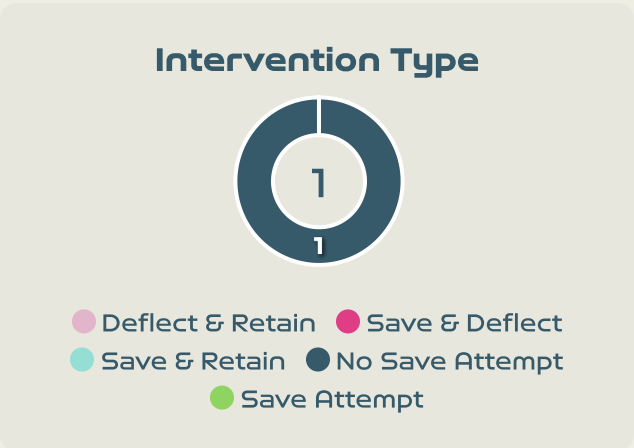 Intervention Type
1
1
Deflect & Retain Save & Deflect
Save & Retain No Save Attempt
Save Attempt